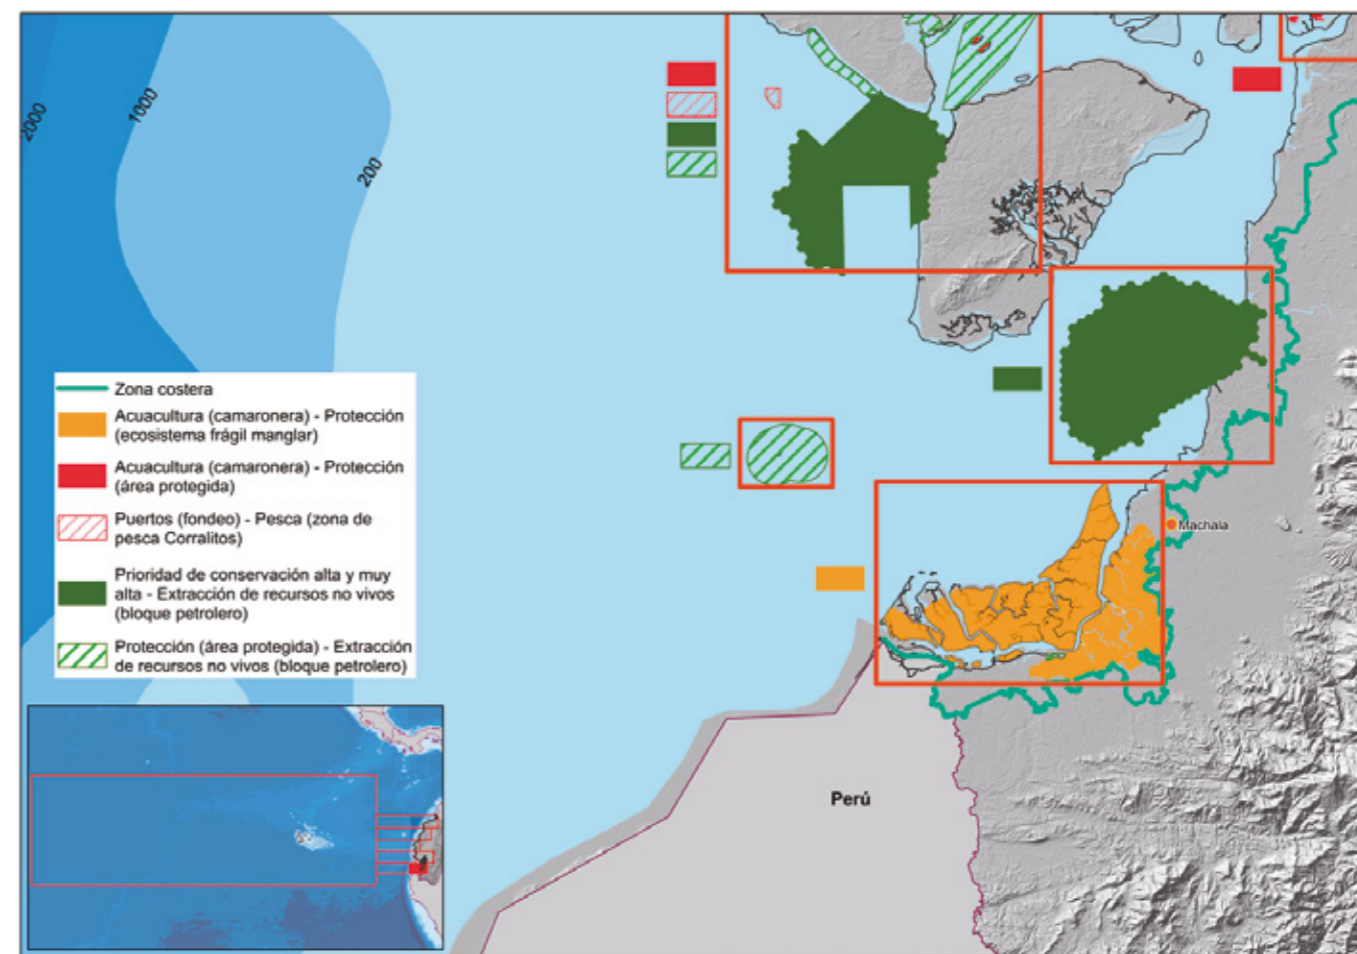 2000
1000
200
Zona costera
Acuacultura (camaronera) - Protección
(ecosistema frágil manglar)
Acuacultura (camaronera) - Protección
(área protegida)
Puertos (fondeo) - Pesca (zona de
pesca Corralitos)
Prioridad de conservación alta y muy
alta - Extracción de recursos no vivos
(bloque petrolero)
Protección (área protegida) - Extracción
de recursos no vivos (bloque petrolero)
Machala
Perú